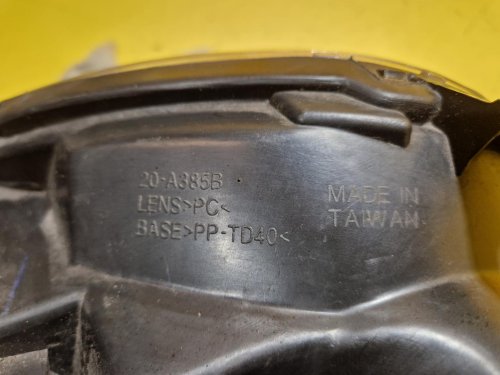 20-A385B
LENS>PC<
BASE>PP-TD40<
MADE IN
TAIWAN